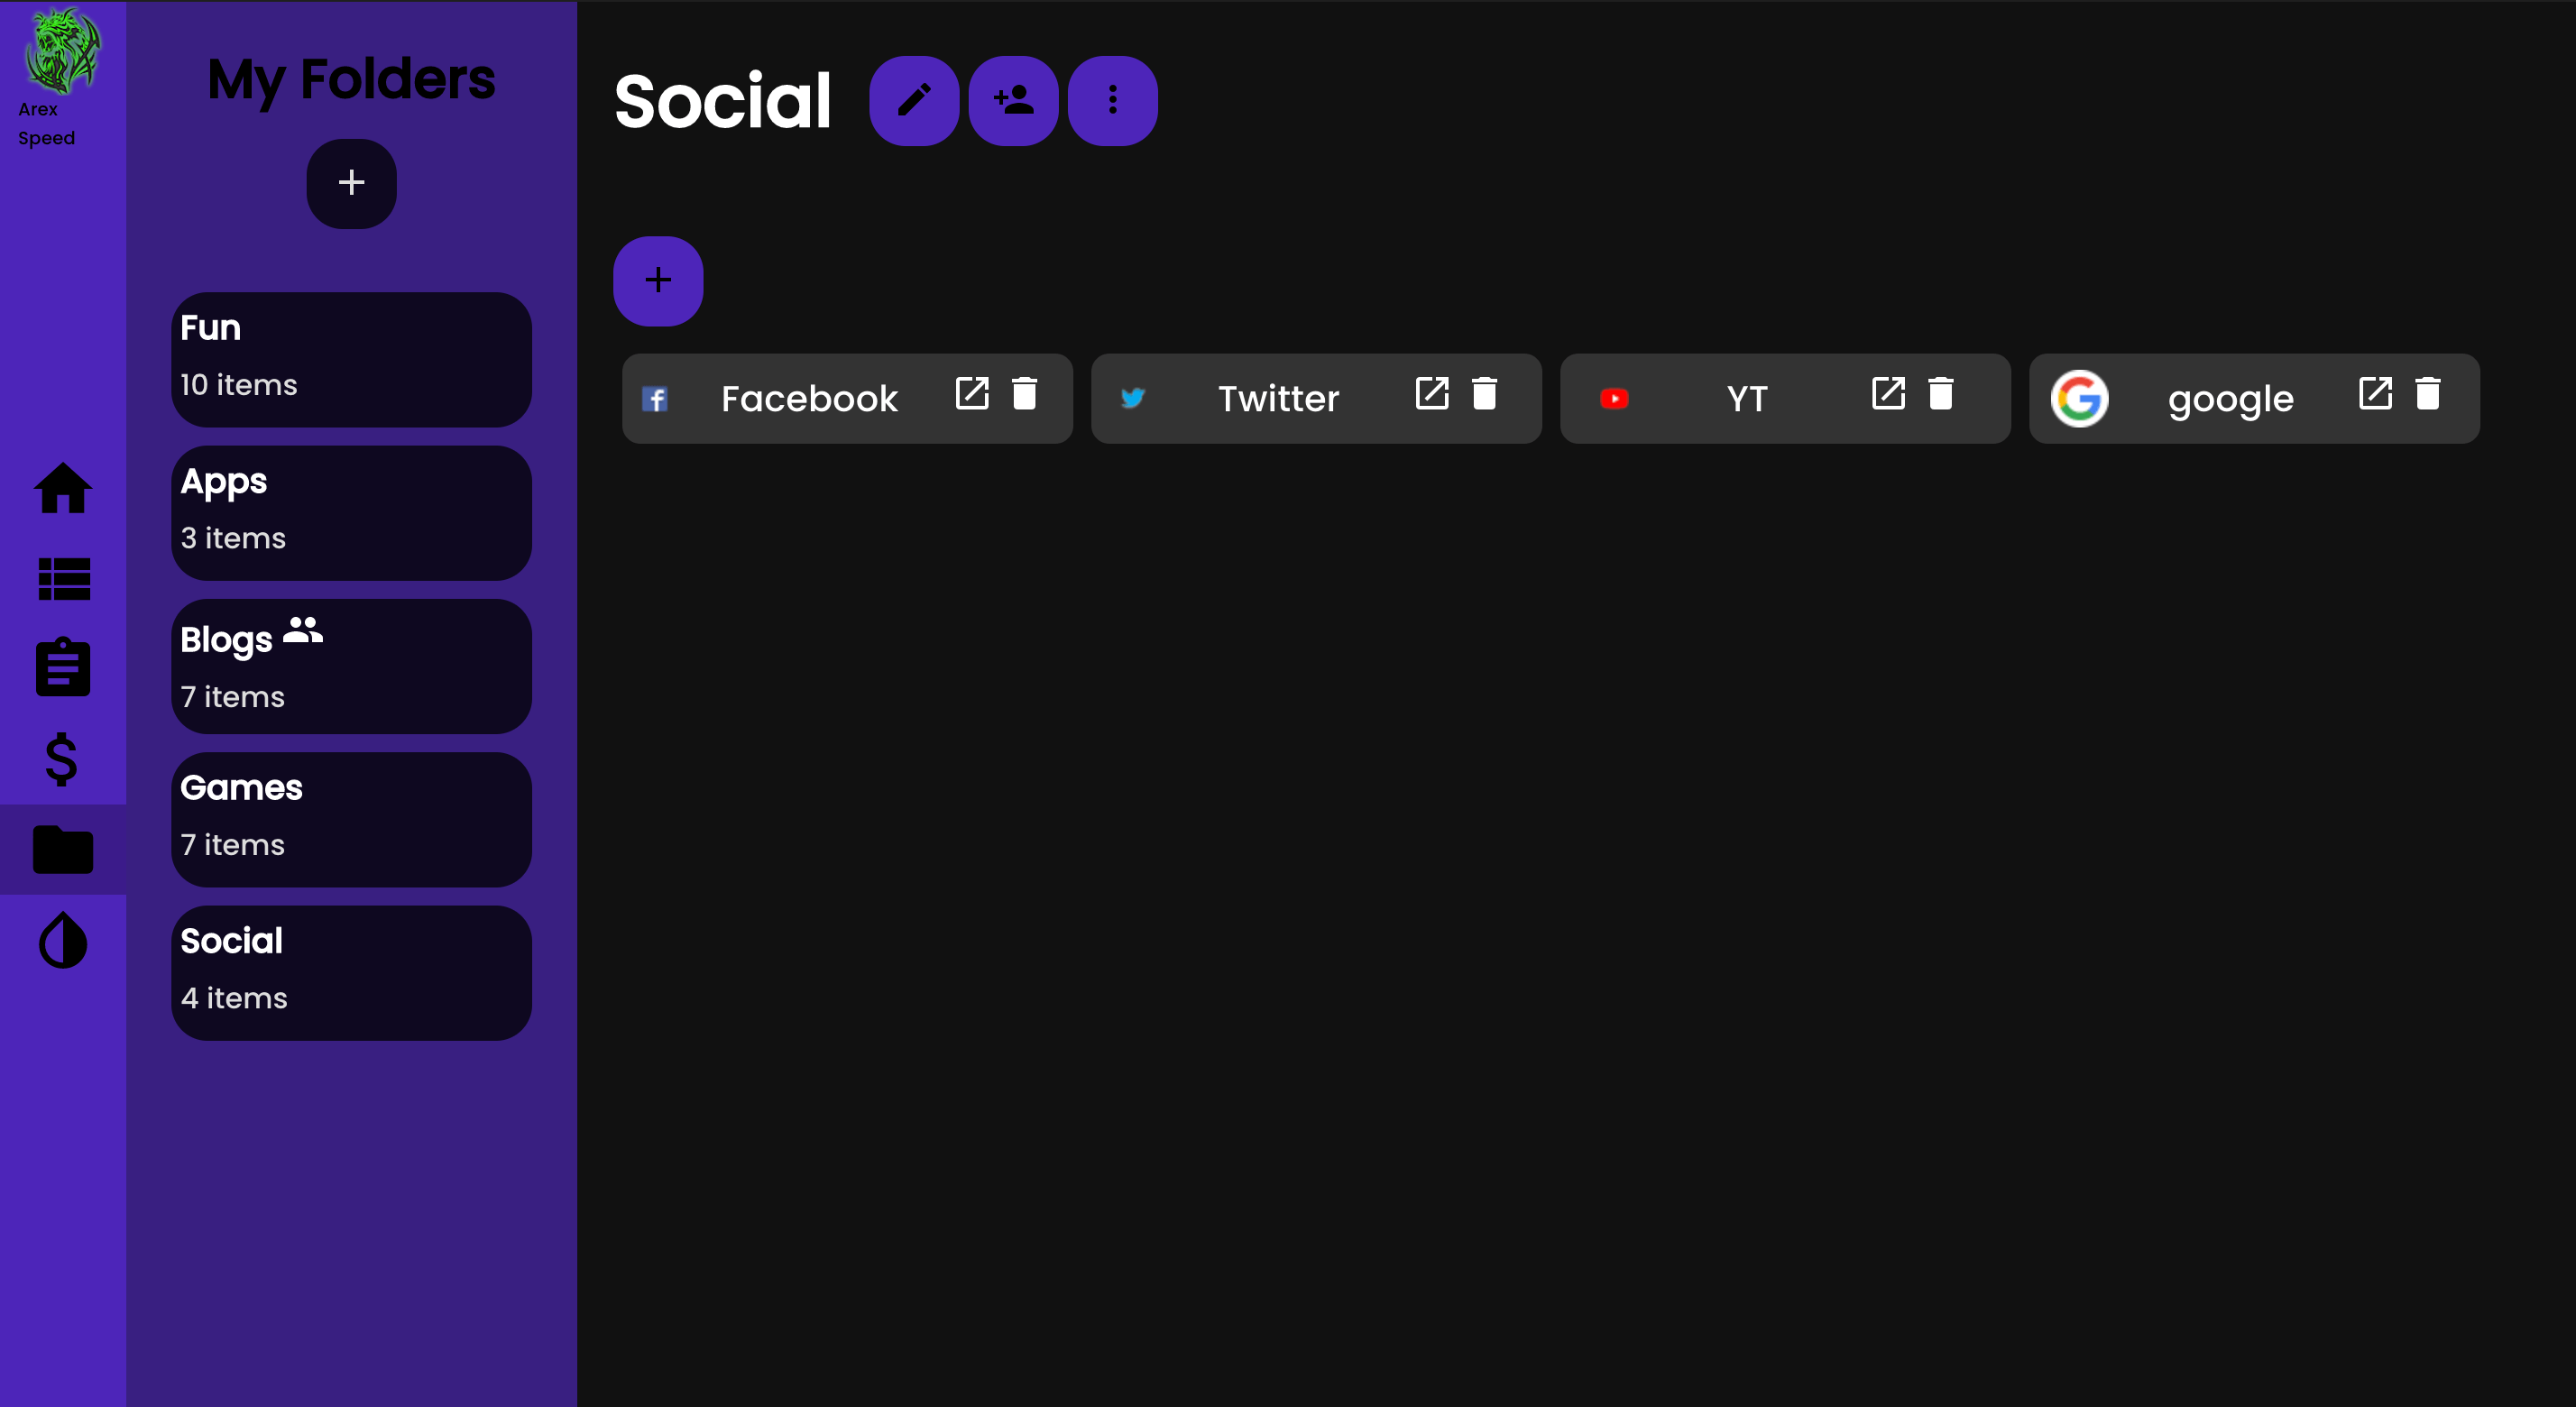 Arex
Speed
My Folders
Fun
10 items
Apps
3 items
Blogs
7 items
Games
7 items
Social
4 items
Social
Facebook
Twitter
YT
google